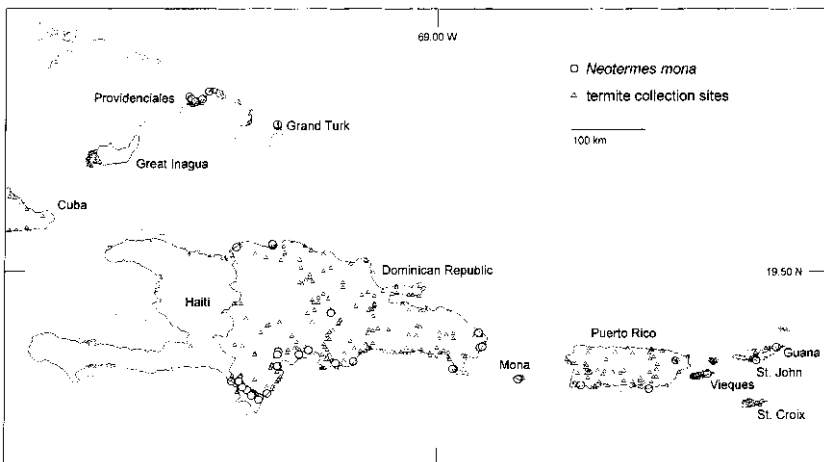 69.00 W
Neotermes mona
termite collection sites
100 km
Providenciales
Grand Turk
Great Inagua
Cuba
Dominican Republic
19.50 N
Haiti
Puerto Rico
Mona
Guana
St. John
Vieques
St. Croix